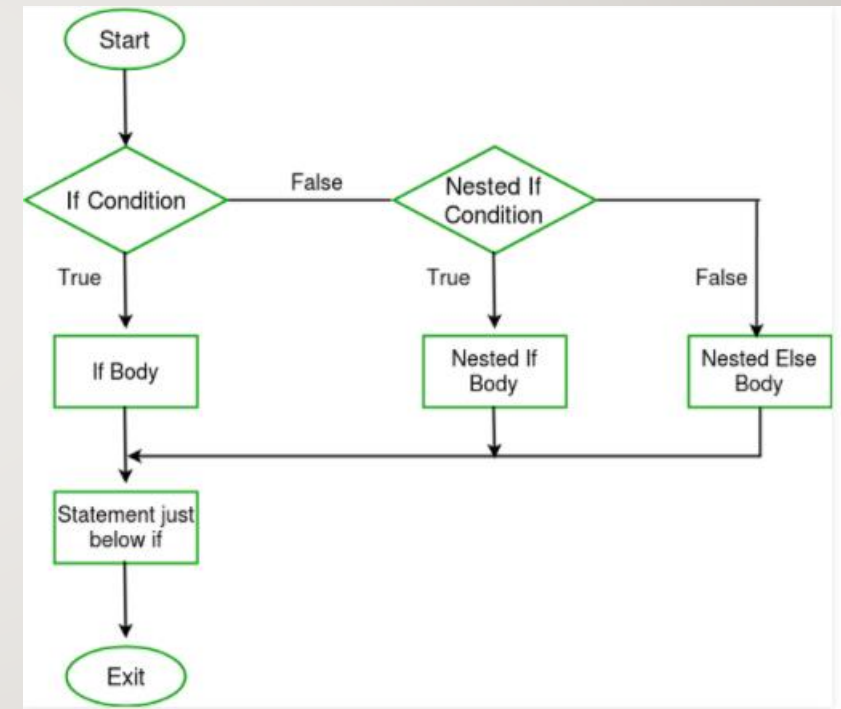 Start
If Condition
False
Nested If
Condition
True
True
False
If Body
Nested If
Body
Nested Else
Body
Statement just
below if
Exit